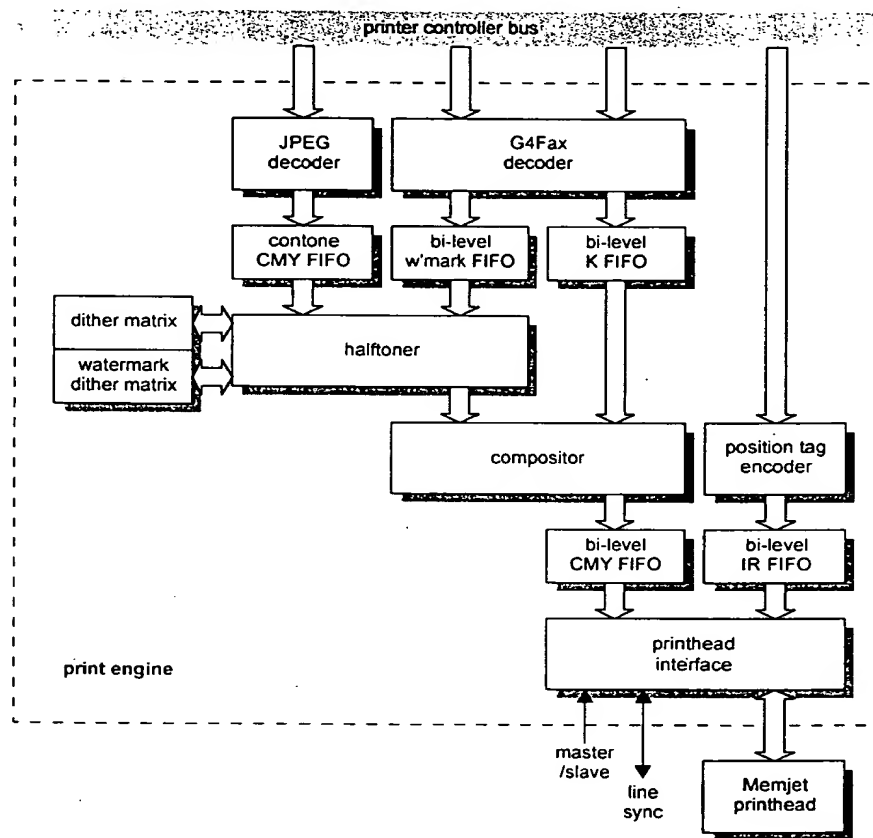 printer controller bus
JPEG
decoder
G4Fax
decoder
contone
CMY FIFO
bi-level
w'mark FIFO
bi-level
K FIFO
dither matrix
watermark
dither matrix
halftoner
compositor
position tag
encoder
bi-level
CMY FIFO
bi-level
IR FIFO
printhead
interface
print engine
master
/slave
line
sync
Memjet
printhead